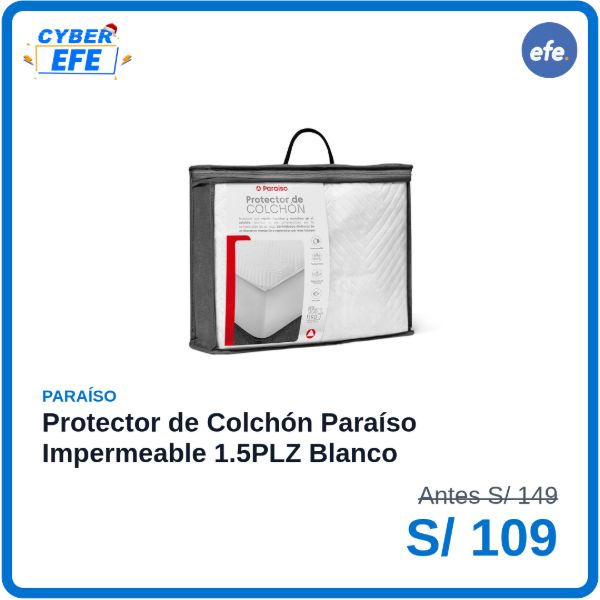 CYBER
EFE
efe.
Paraíso
Protector de
COLCHÓN
PARAÍSO
Protector de Colchón Paraíso
Impermeable 1.5PLZ Blanco
Antes S/ 149
S/ 109